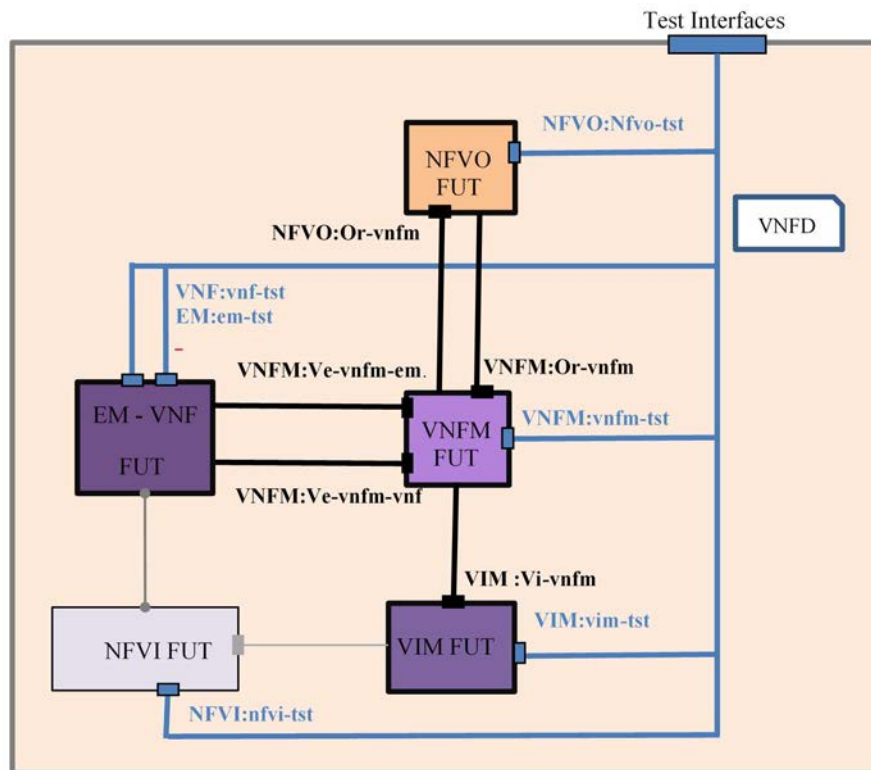 Test Interfaces
NFVO:Nfvo-tst
NFVO
FUT
VNFD
NFVO:Or-vnfm
VNF:vnf-tst
EM:em-tst
-
VNFM:Ve-vnfm-em.
VNFM:Or-vnfm
EM - VNF
FUT
VNFM
FUT
VNFM:vnfm-tst
VNFM:Ve-vnfm-vnf
VIM :Vi-vnfm
VIM:vim-tst
NFVI FUT
VIM FUT
NFVI:nfvi-tst